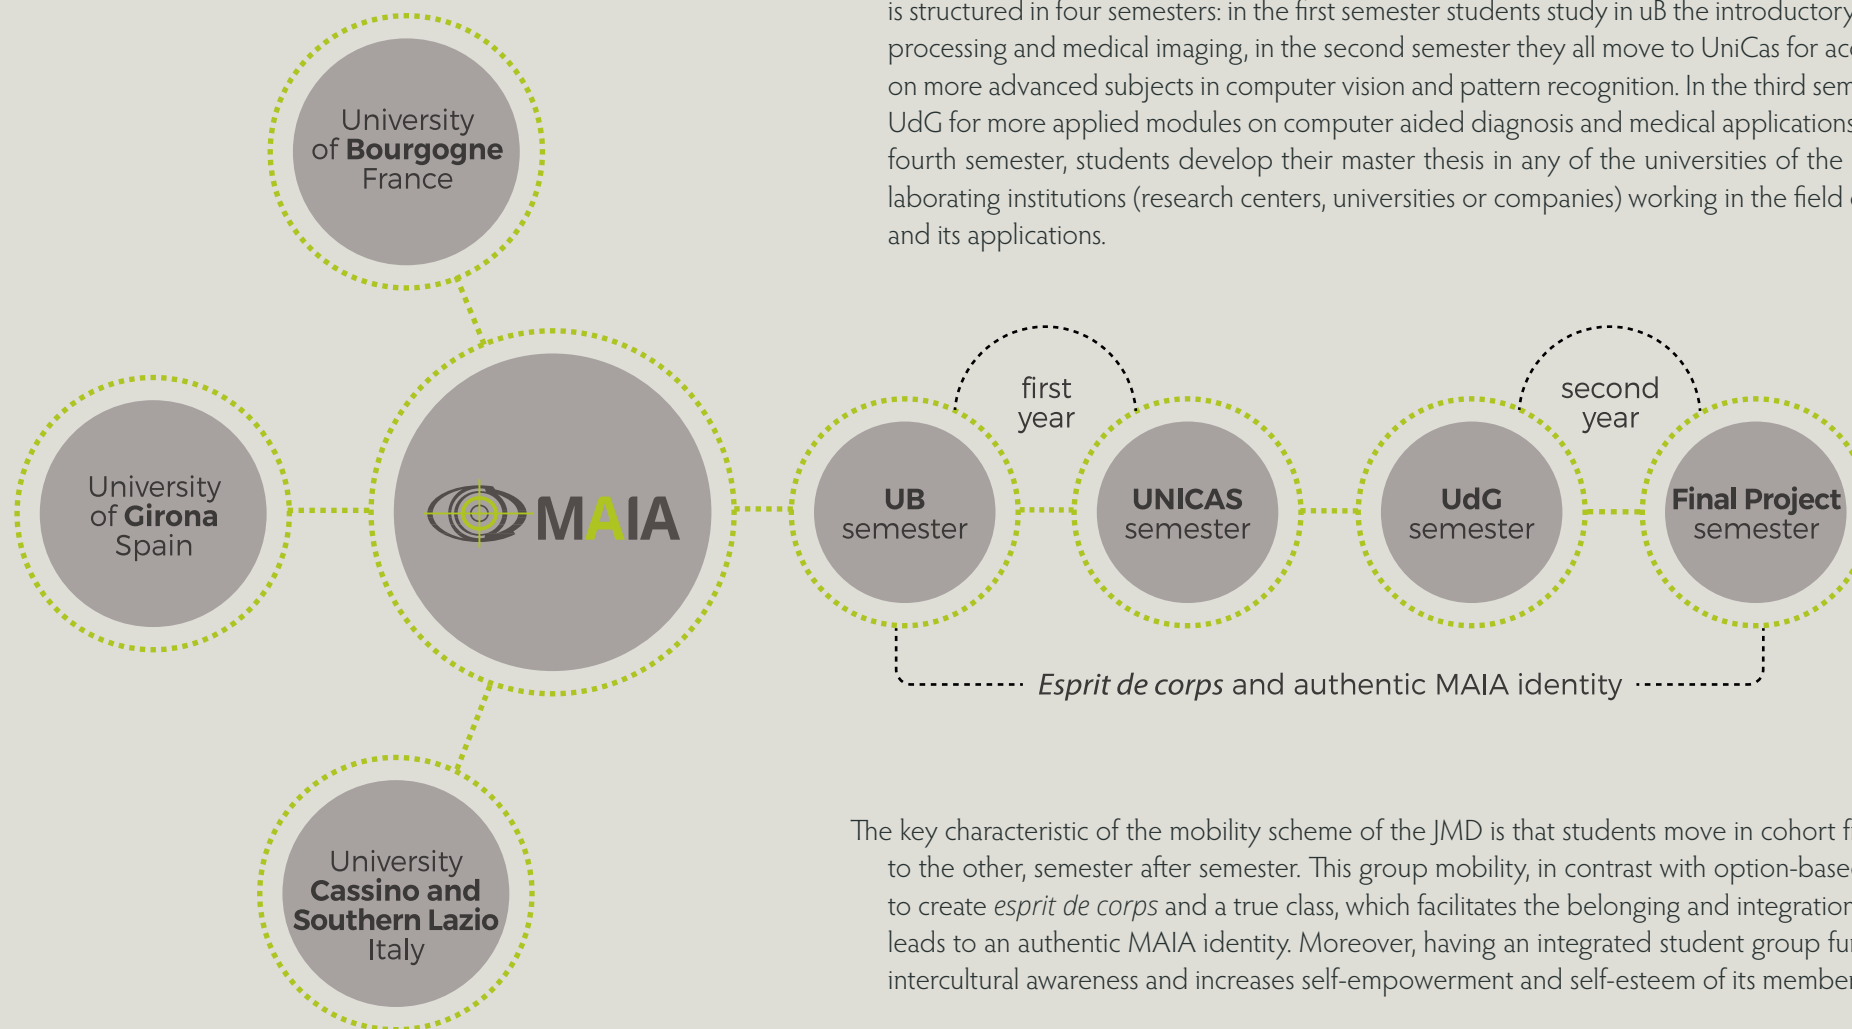 is structured in four semesters: in the first semester students study in uB the introductory
processing and medical imaging, in the second semester they all move to UniCas for
on more advanced subjects in computer vision and pattern recognition. In the third
UdG for more applied modules on computer aided diagnosis and medical applications
fourth semester, students develop their master thesis in any of the universities of the
laborating institutions (research centers, universities or companies) working in the field
and its applications.
University
of Bourgogne
France
University
of Girona
Spain
MAIA
University
Cassino and
Southern Lazio
Italy
first
year
second
year
UB
semester
UNICAS
semester
UdG
semester
Final Project
semester
Esprit de corps and authentic MAIA identity
The key characteristic of the mobility scheme of the JMD is that students move in cohort
to the other, semester after semester. This group mobility, in contrast with option-based
to create esprit de corps and a true class, which facilitates the belonging and integration
leads to an authentic MAIA identity. Moreover, having an integrated student group
intercultural awareness and increases self-empowerment and self-esteem of its member